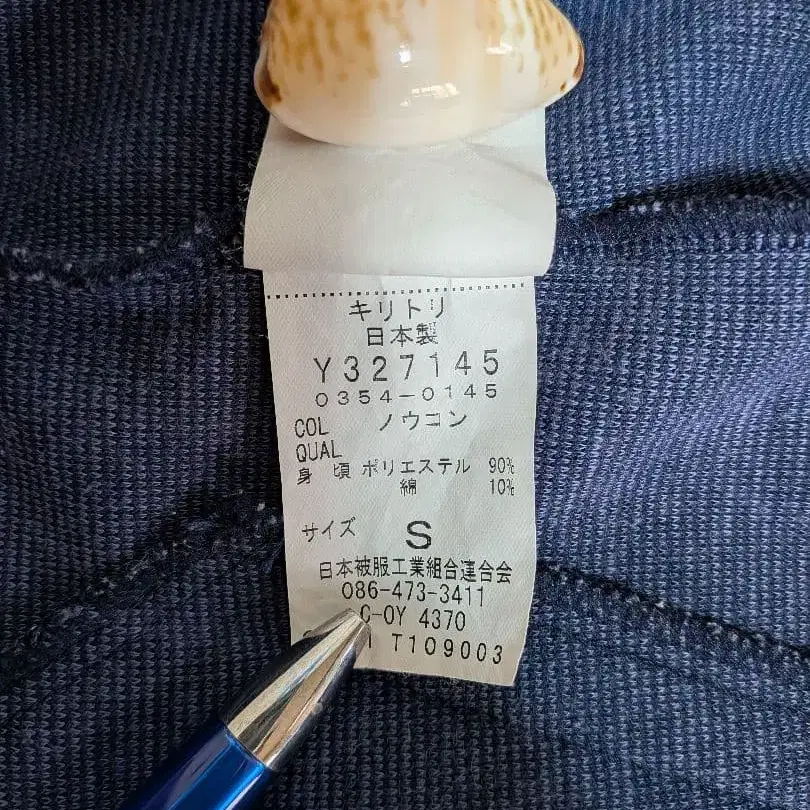 キリトリ
日本製
Y327145
0354-0145
COL ノウコン
QUAL
身 頃 ポリエステル 90%
綿 10%
サイズ S
日本被服工業組合連合会
086-473-3411
C-OY 4370
T109003